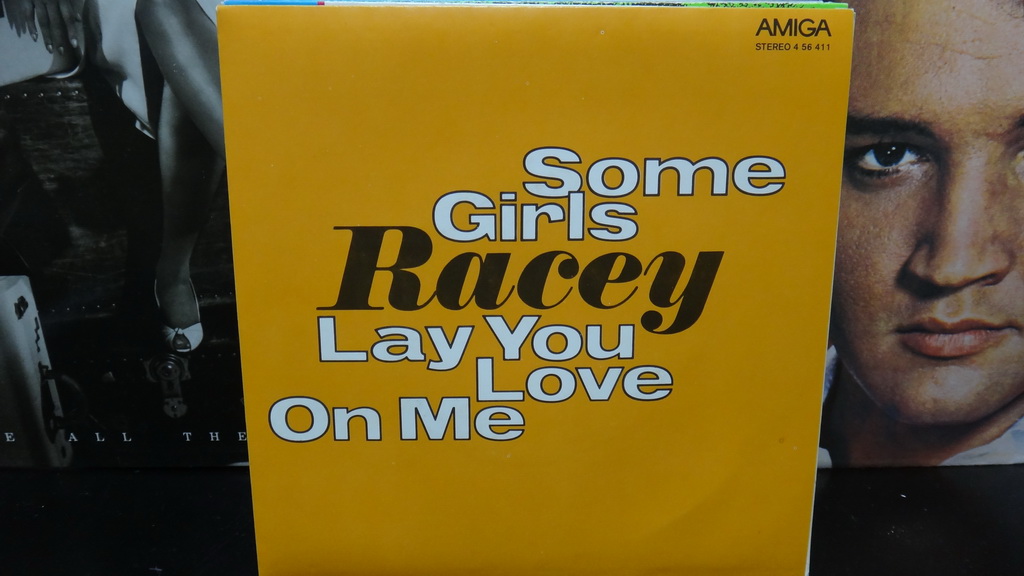 AMIGA
STEREO 4 56 411
Some
Girls
Racey
Lay You
Love
On Me
E ALL THE